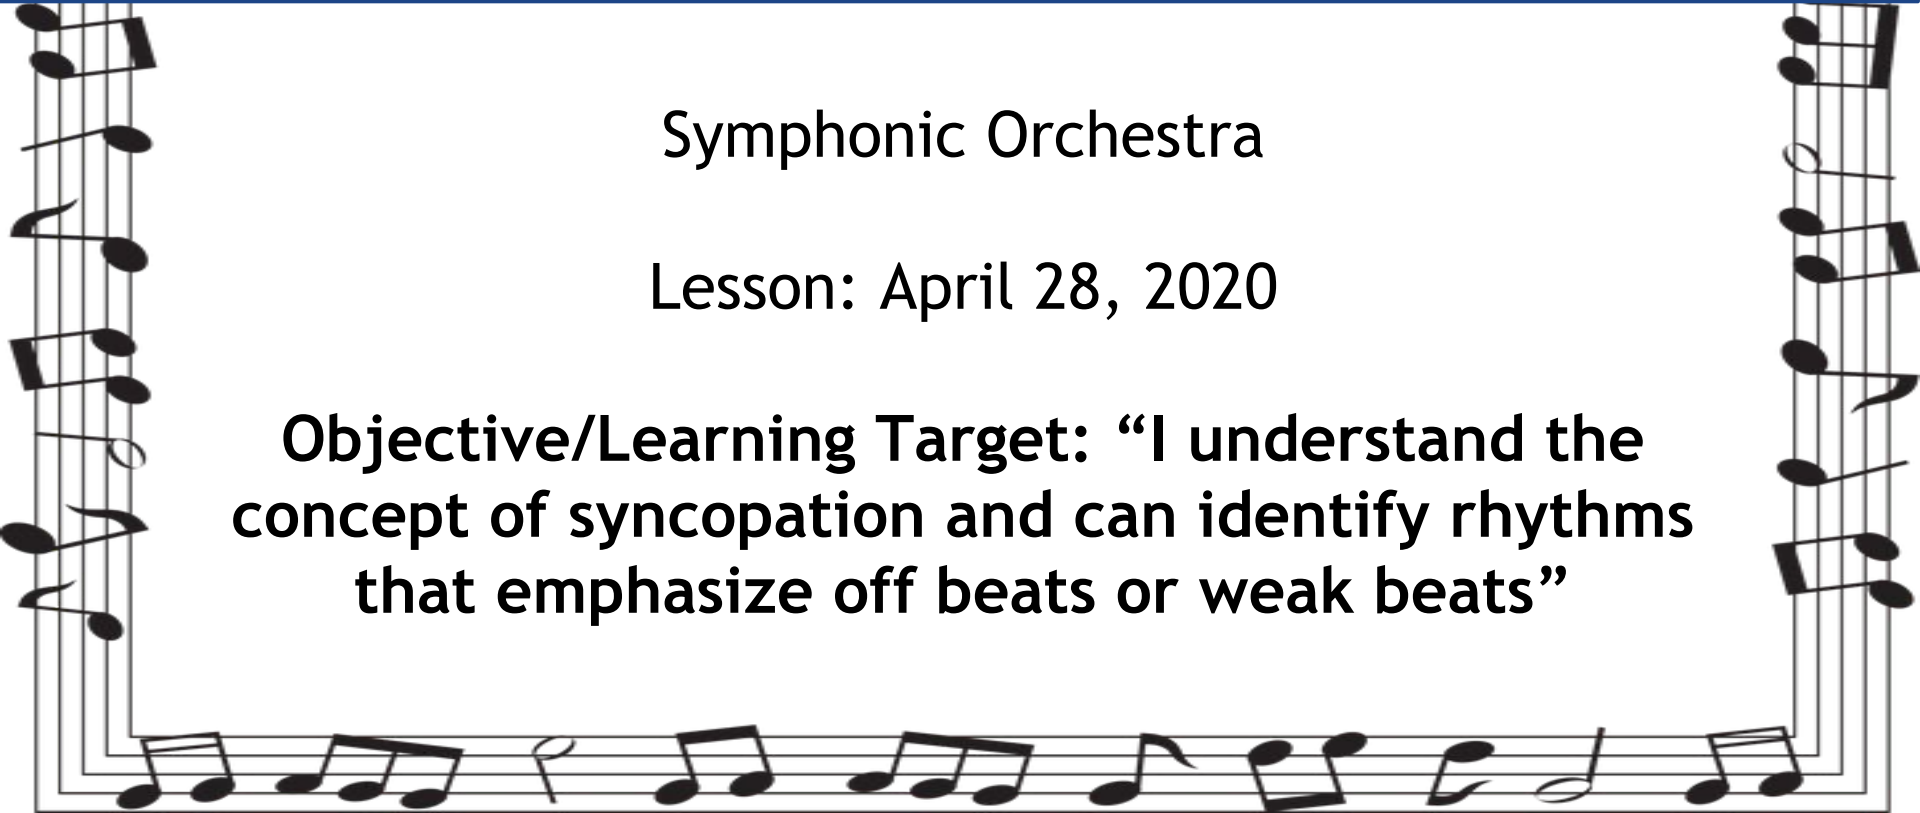 Symphonic Orchestra
Lesson: April 28, 2020
Objective/Learning Target: “I understand the
concept of syncopation and can identify rhythms
that emphasize off beats or weak beats”